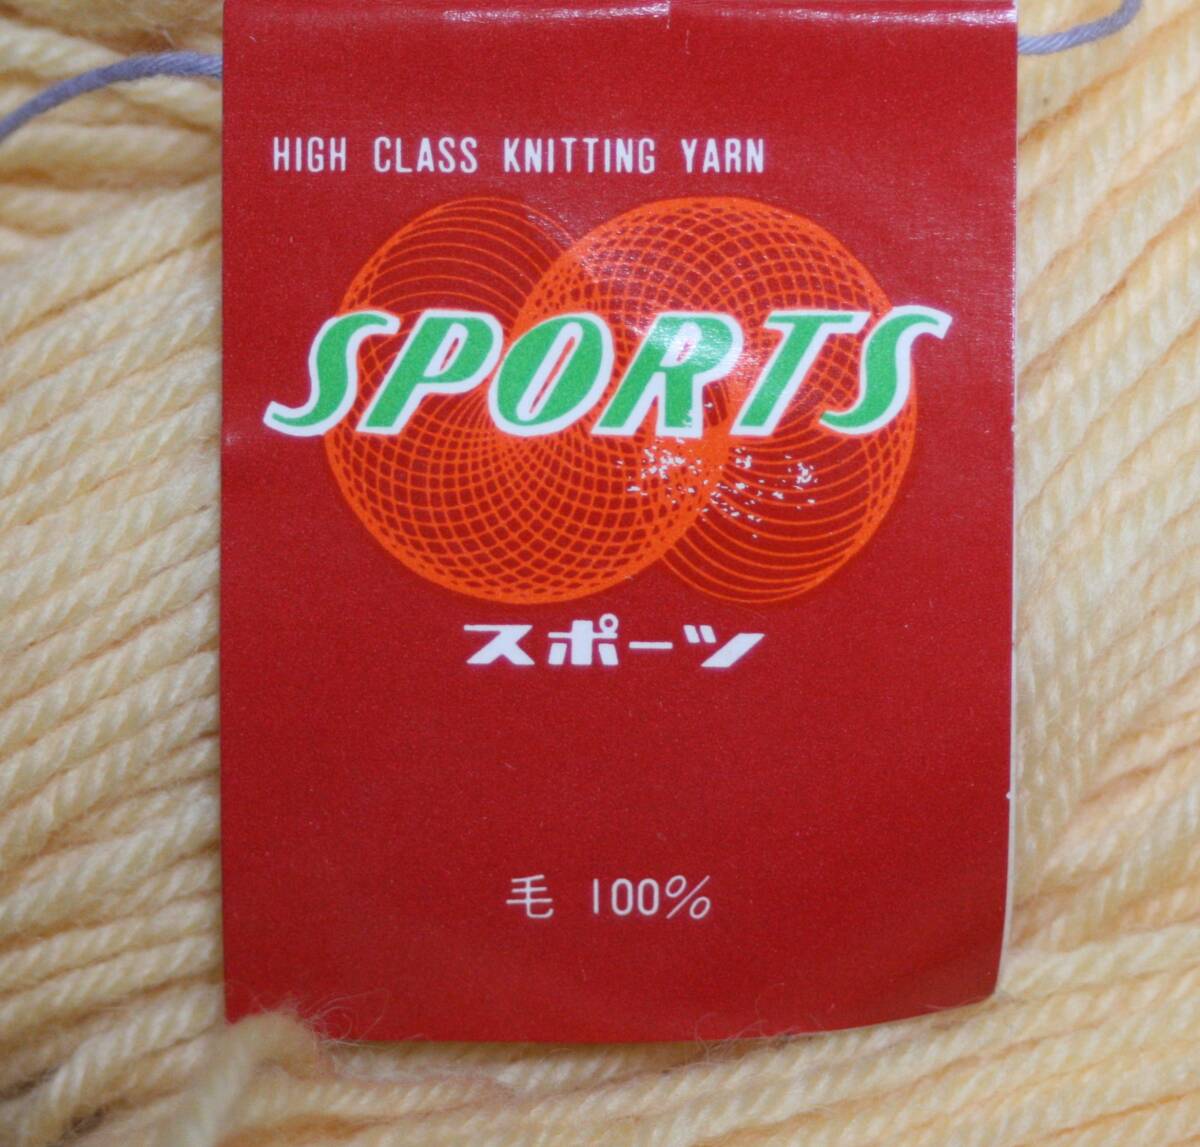 HIGH CLASS KNITTING YARN
SPORTS
スポーツ
毛 100%